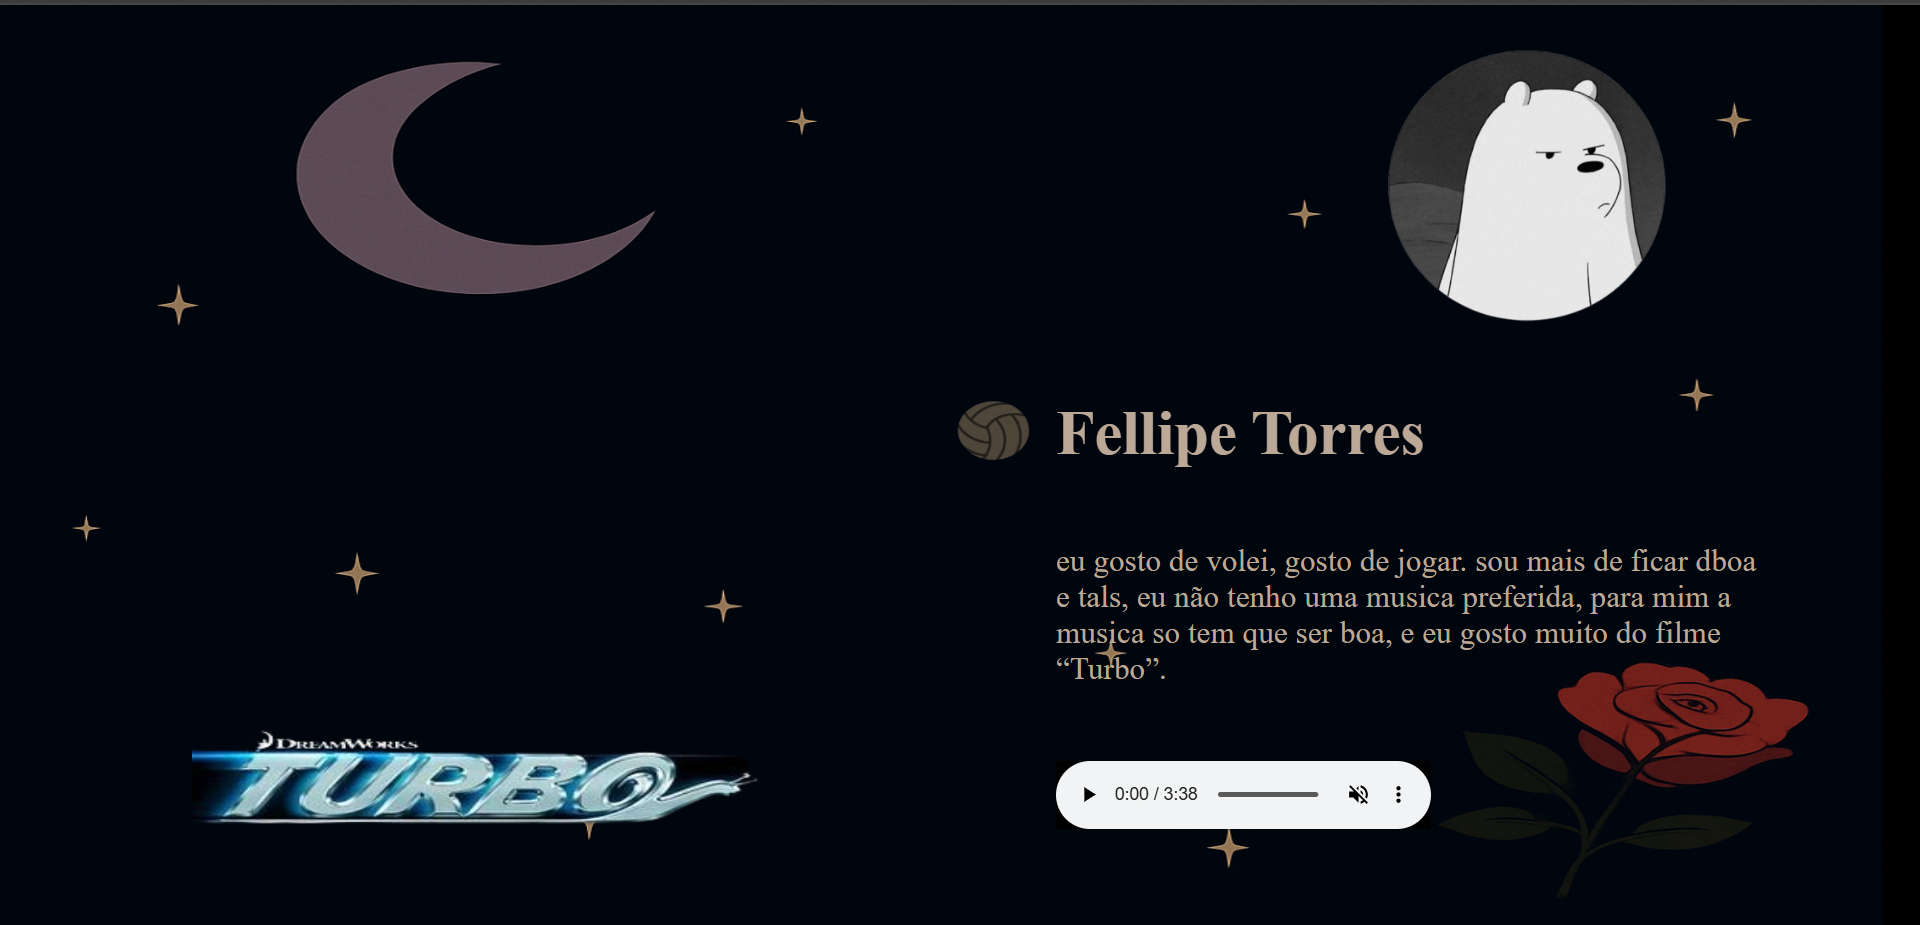 Fellipe Torres
eu gosto de volei, gosto de jogar. sou mais de ficar dboa
e tals, eu não tenho uma musica preferida, para mim a
musica so tem que ser boa, e eu gosto muito do filme
“Turbo”.
DREAMWORKS
TURBO
0:00 / 3:38